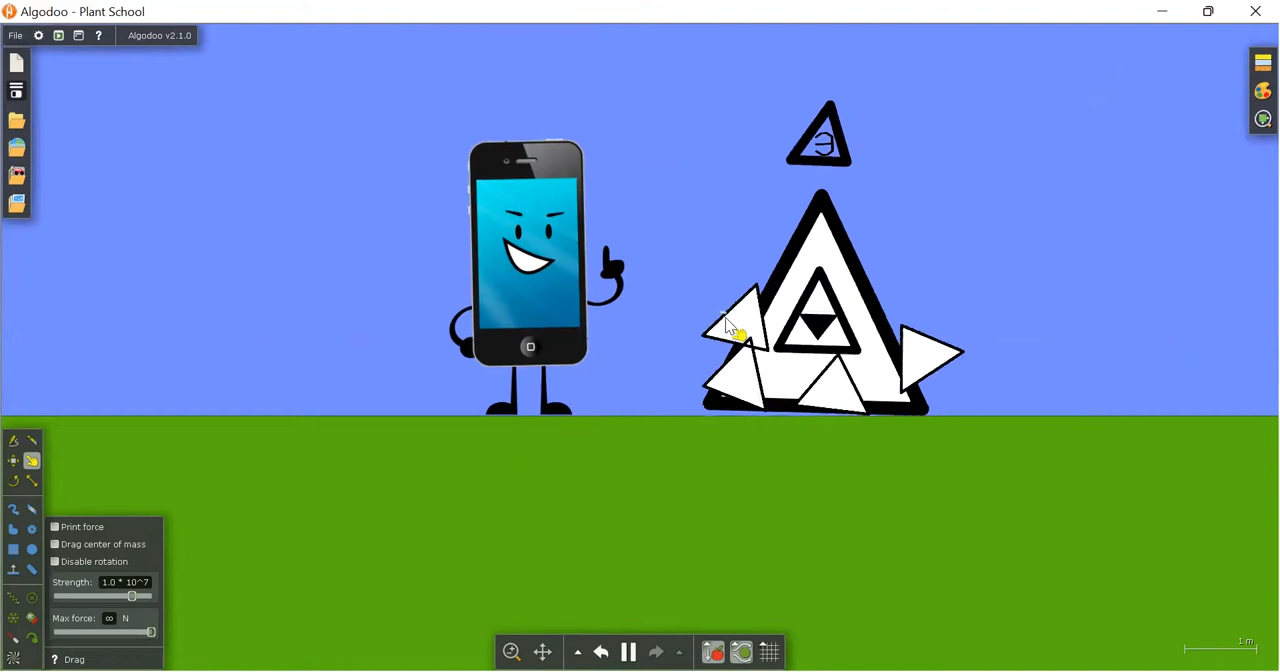 Algodoo - Plant School
File ? Algodoo v2.1.0
Э
Print force
Drag center of mass
Disable rotation
Strength: 1.0 * 10^7
Max force: ∞ N
? Drag
1 m